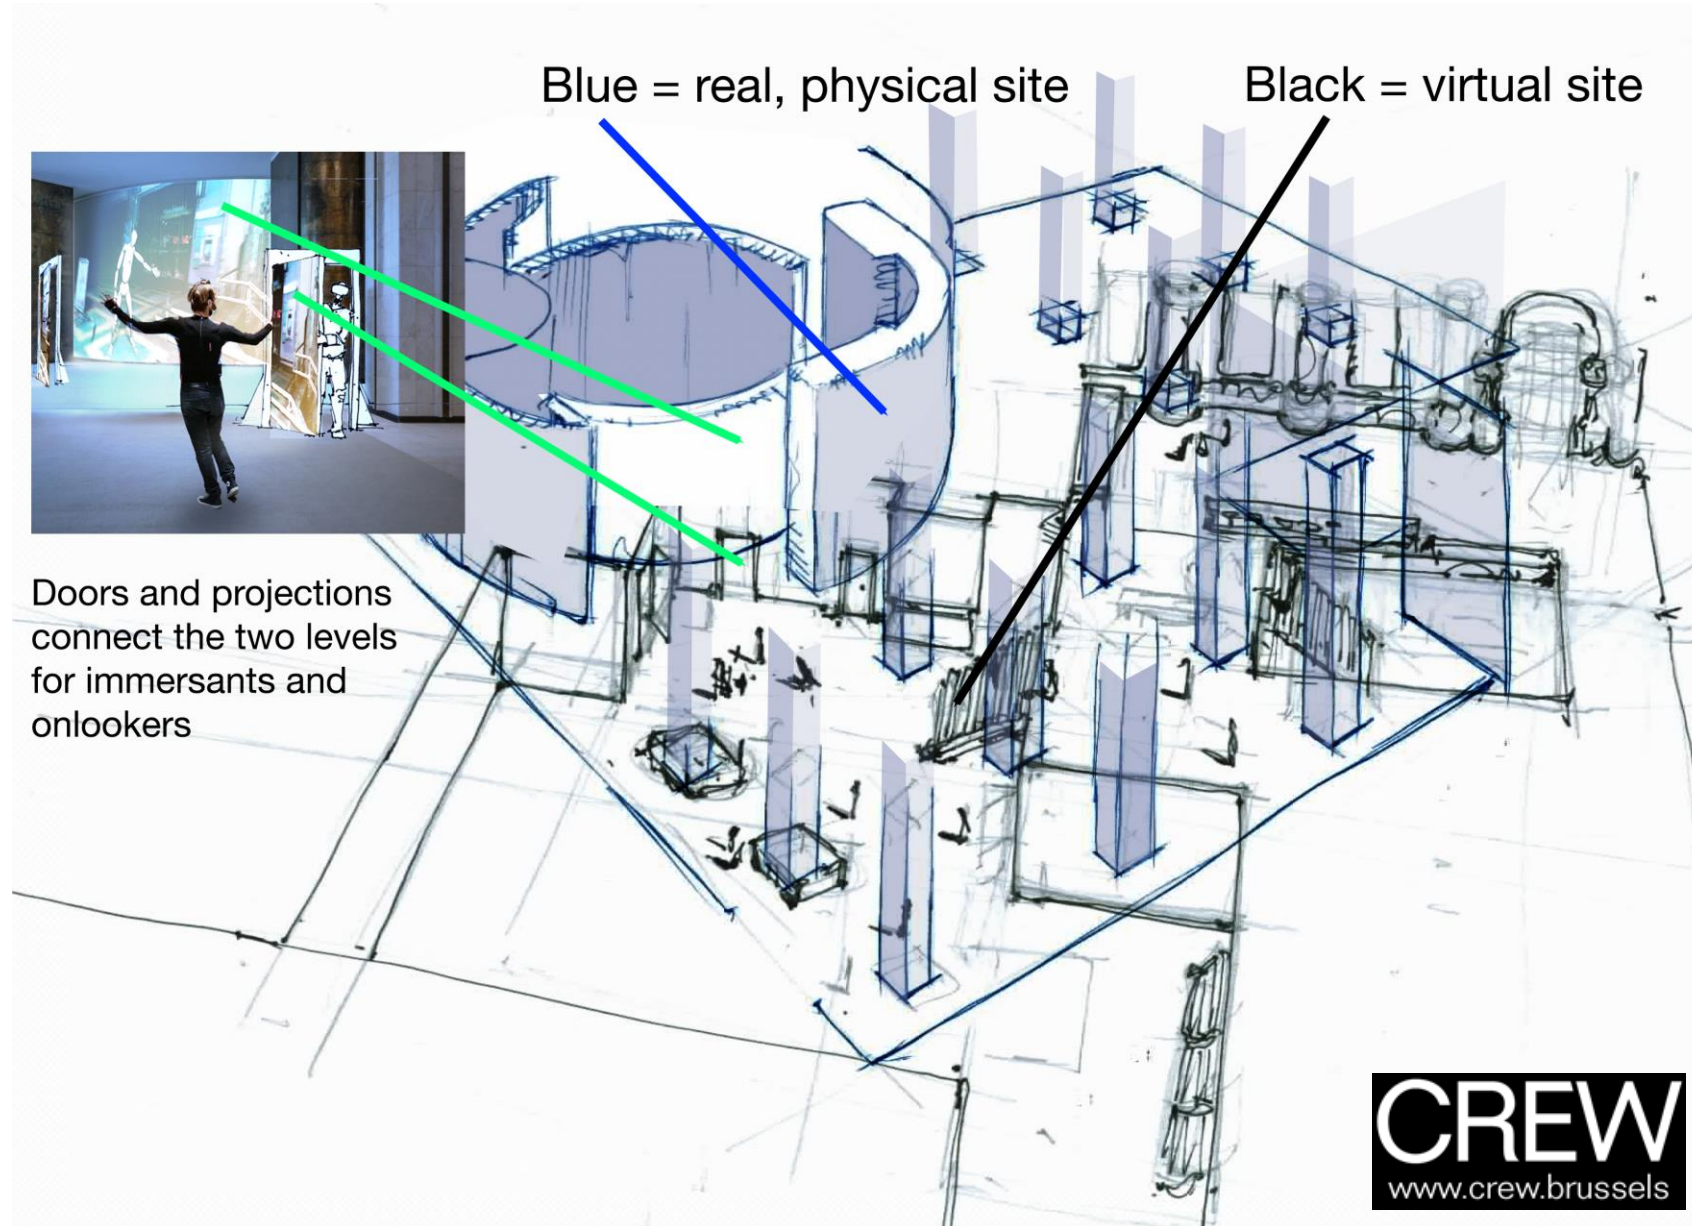 Blue = real, physical site
Black = virtual site
Doors and projections
connect the two levels
for immersants and
onlookers
CREW
www.crew.brussels